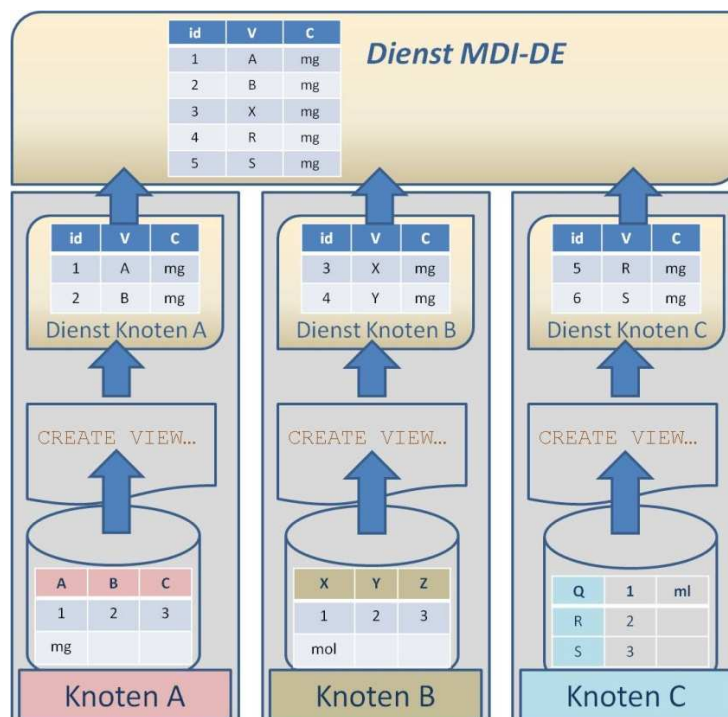 Dienst MDI-DE
id V C
1 A mg
2 B mg
3 X mg
4 R mg
5 S mg
id V C
1 A mg
2 B mg
Dienst Knoten A
id V C
3 X mg
4 Y mg
Dienst Knoten B
id V C
5 R mg
6 S mg
Dienst Knoten C
CREATE VIEW…
CREATE VIEW…
CREATE VIEW…
A B C
1 2 3
mg
X Y Z
1 2 3
mol
Q 1 ml
R 2
S 3
Knoten A
Knoten B
Knoten C